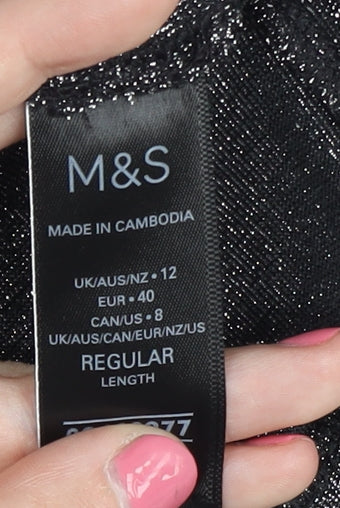 M&S
MADE IN CAMBODIA
UK/AUS/NZ • 12
EUR • 40
CAN/US • 8
UK/AUS/CAN/EUR/NZ/US
REGULAR
LENGTH